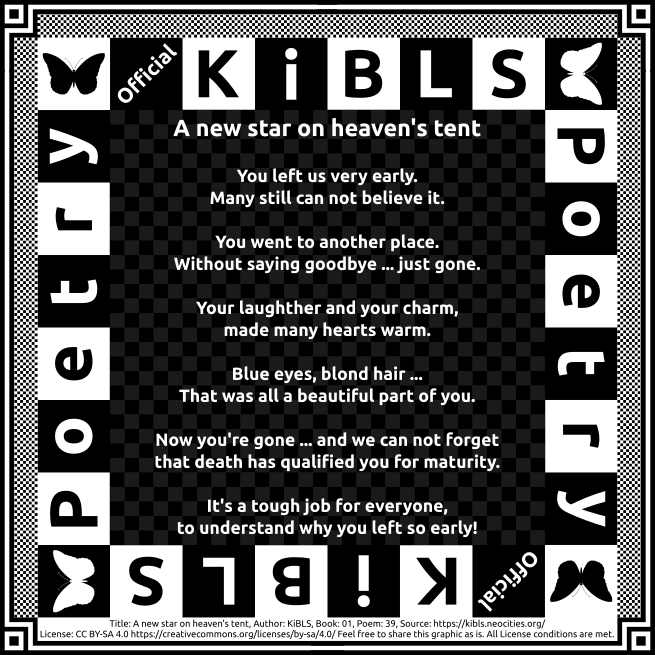 Official KiBLS
Poetry
Poetry
A new star on heaven's tent
You left us very early.
Many still can not believe it.
You went to another place.
Without saying goodbye ... just gone.
Your laughther and your charm,
made many hearts warm.
Blue eyes, blond hair ...
That was all a beautiful part of you.
Now you're gone ... and we can not forget
that death has qualified you for maturity.
It's a tough job for everyone,
to understand why you left so early!
Official KiBLS
Title: A new star on heaven's tent, Author: KiBLS, Book: 01, Poem: 39, Source: https://kibls.neocities.org/
License: CC BY-SA 4.0 https://creativecommons.org/licenses/by-sa/4.0/ Feel free to share this graphic as is. All License conditions are met.